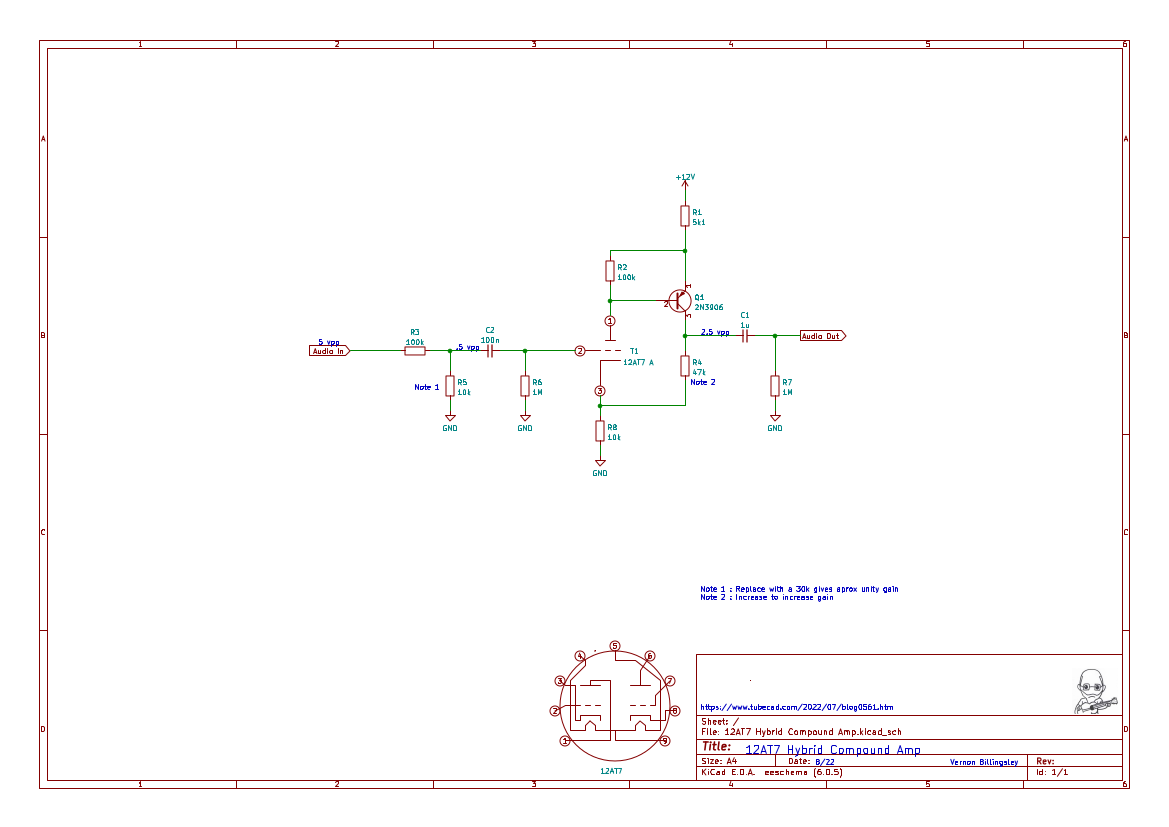 1 2 3 4 5 6
A A
+12V
R1
5k1
B B
R2
100k
1
2 Q1
2N3906
3
1
C1
1u
2.5 vpp
Audio Out
5 vpp
Audio In
R3
100k
.5 vpp
C2
100n
2 T1
12AT7 A
R4
47k
Note 2
Note 1
R5
10k
R6
1M
3
R7
1M
GND GND GND
R8
10k
GND
C C
Note 1 : Replace with a 30k gives aprox unity gain
Note 2 : Increase to increase gain
4 5 6
3 7
2 8
1 9
12AT7
D D
https://www.tubecad.com/2022/07/blog0561.htm
Sheet: /
File: 12AT7 Hybrid Compound Amp.kicad_sch
Title: 12AT7 Hybrid Compound Amp
Size: A4 Date: 8/22 Vernon Billingsley Rev:
KiCad E.D.A. eeschema (6.0.5) Id: 1/1
1 2 3 4 5 6